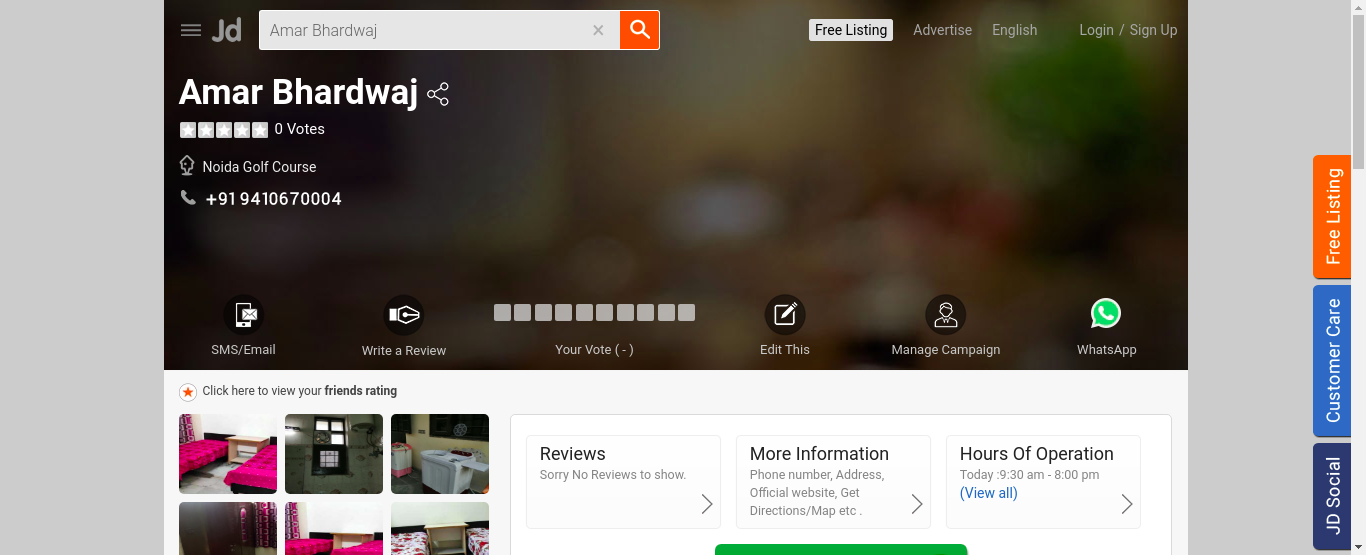 Jd
Amar Bhardwaj
Free Listing
Advertise
English
Login / Sign Up
Amar Bhardwaj
0 Votes
Noida Golf Course
+91 9410670004
SMS/Email
Write a Review
Your Vote ( - )
Edit This
Manage Campaign
WhatsApp
Click here to view your friends rating
Reviews
Sorry No Reviews to show.
More Information
Phone number, Address,
Official website, Get
Directions/Map etc .
Hours Of Operation
Today :9:30 am - 8:00 pm
(View all)
Free Listing
Customer Care
JD Social